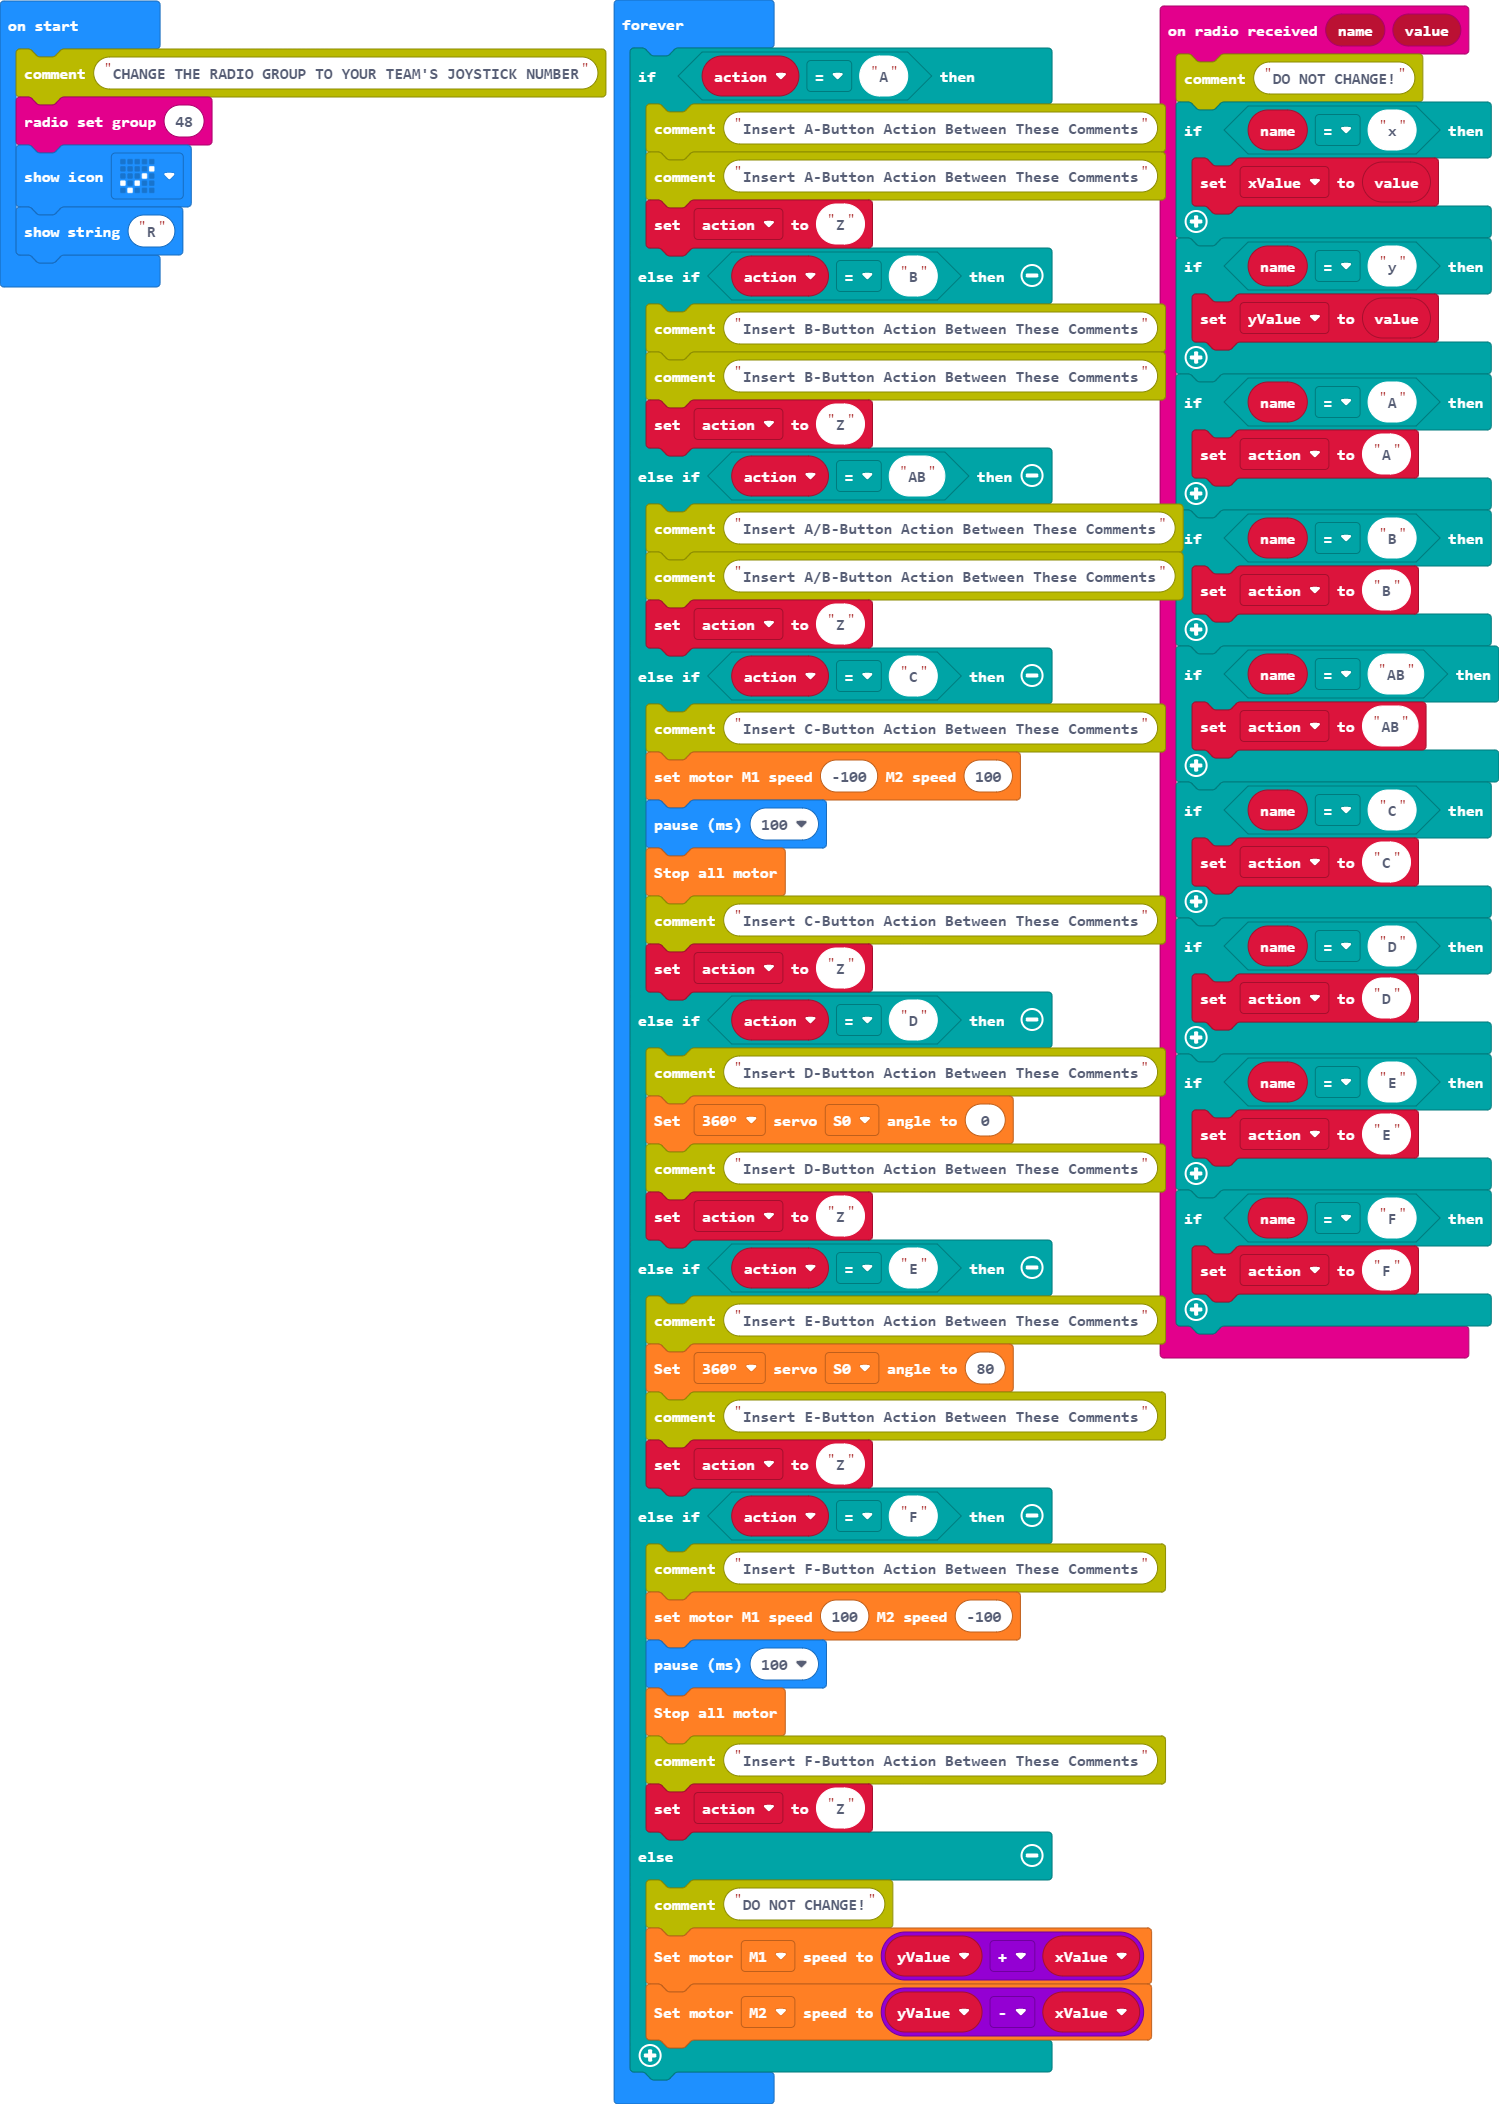 on start
comment "CHANGE THE RADIO GROUP TO YOUR TEAM'S JOYSTICK NUMBER"
radio set group 48
show icon
show string "R"
forever
if action = "A" then
comment "Insert A-Button Action Between These Comments"
comment "Insert A-Button Action Between These Comments"
set action to "Z"
else if action = "B" then
comment "Insert B-Button Action Between These Comments"
comment "Insert B-Button Action Between These Comments"
set action to "Z"
else if action = "AB" then
comment "Insert A/B-Button Action Between These Comments"
comment "Insert A/B-Button Action Between These Comments"
set action to "Z"
else if action = "C" then
comment "Insert C-Button Action Between These Comments"
set motor M1 speed -100 M2 speed 100
pause (ms) 100
Stop all motor
comment "Insert C-Button Action Between These Comments"
set action to "Z"
else if action = "D" then
comment "Insert D-Button Action Between These Comments"
Set 360º servo S0 angle to 0
comment "Insert D-Button Action Between These Comments"
set action to "Z"
else if action = "E" then
comment "Insert E-Button Action Between These Comments"
Set 360º servo S0 angle to 80
comment "Insert E-Button Action Between These Comments"
set action to "Z"
else if action = "F" then
comment "Insert F-Button Action Between These Comments"
set motor M1 speed 100 M2 speed -100
pause (ms) 100
Stop all motor
comment "Insert F-Button Action Between These Comments"
set action to "Z"
else
comment "DO NOT CHANGE!"
Set motor M1 speed to yValue + xValue
Set motor M2 speed to yValue - xValue
on radio received name value
comment "DO NOT CHANGE!"
if name = "x" then
set xValue to value
if name = "y" then
set yValue to value
if name = "A" then
set action to "A"
if name = "B" then
set action to "B"
if name = "AB" then
set action to "AB"
if name = "C" then
set action to "C"
if name = "D" then
set action to "D"
if name = "E" then
set action to "E"
if name = "F" then
set action to "F"